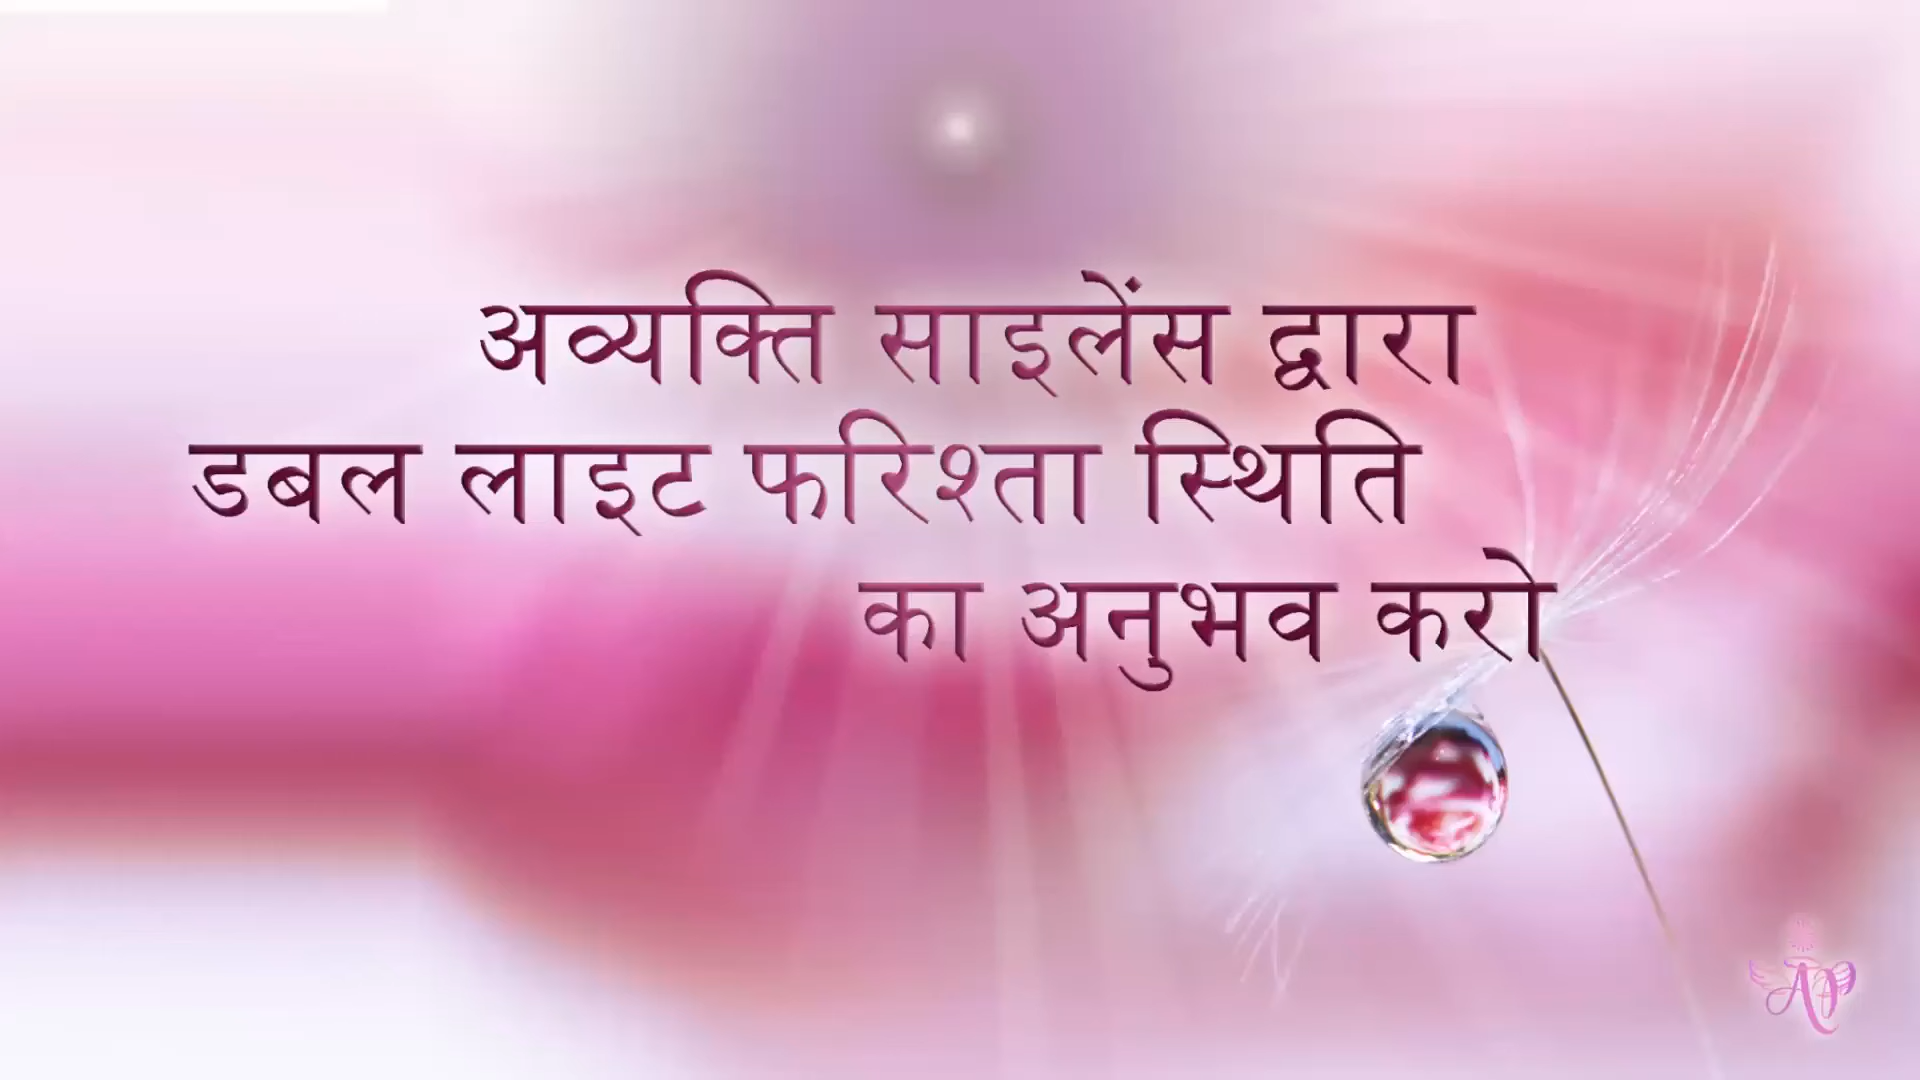 अव्यक्ति साइलेंस द्वारा
डबल लाइट फरिश्ता स्थिति
का अनुभव करो